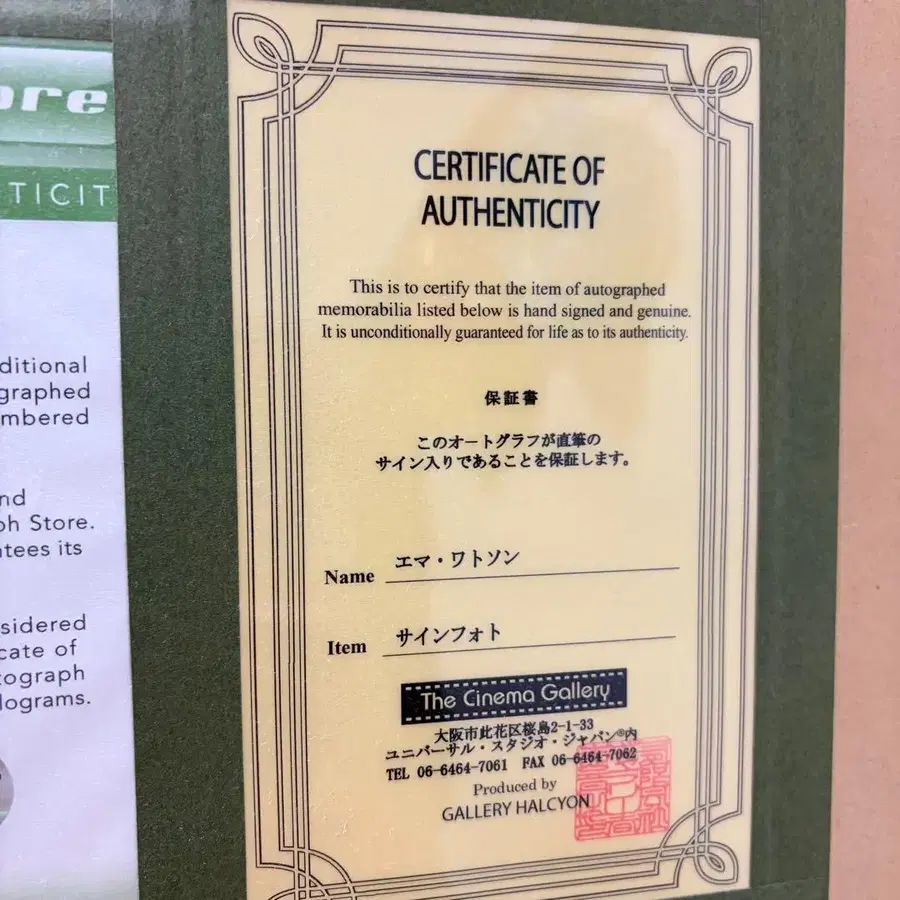 ore
TICIT
ditional
graphed
mbered
nd
ph Store.
ntees its
sidered
cate of
tograph
lograms.
CERTIFICATE OF
AUTHENTICITY
This is to certify that the item of autographed
memorabilia listed below is hand signed and genuine.
It is unconditionally guaranteed for life as to its authenticity.
保証書
このオートグラフが直筆の
サイン入りであることを保証します。
Name エマ・ワトソン
Item サインフォト
The Cinema Gallery
大阪市此花区桜島2-1-33
ユニバーサル・スタジオ・ジャパン®内
TEL 06-6464-7061 FAX 06-6464-7062
Produced by
GALLERY HALCYON